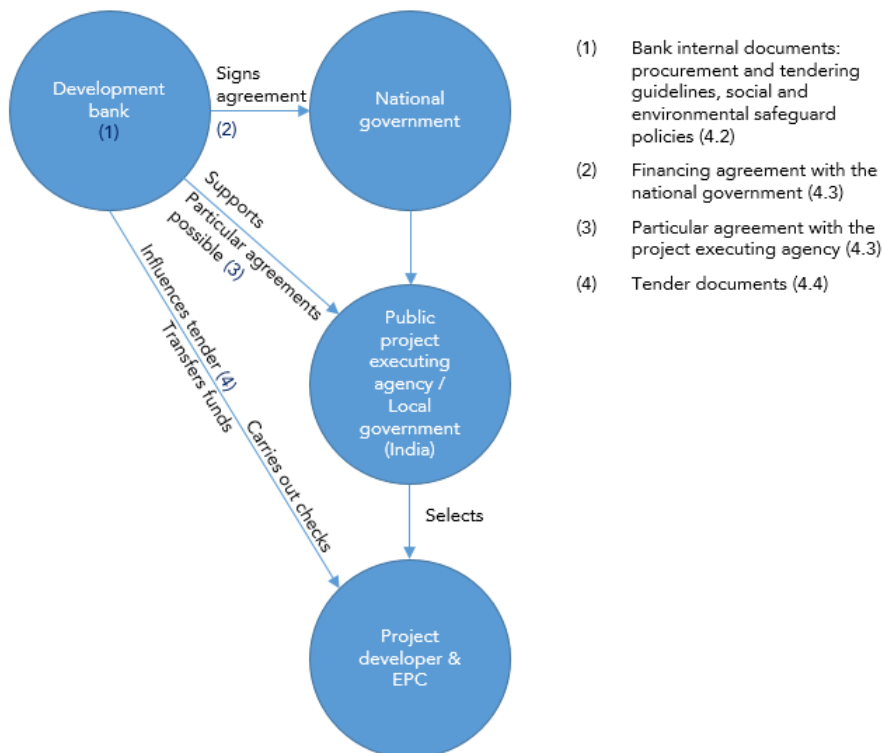 Development
bank
(1)
Signs
agreement
(2)
National
government
Supports
Particular agreements
possible (3)
Influences tender (4)
Transfers funds
Carries out checks
Public
project
executing
agency /
Local
government
(India)
Selects
Project
developer &
EPC
(1) Bank internal documents:
procurement and tendering
guidelines, social and
environmental safeguard
policies (4.2)
(2) Financing agreement with the
national government (4.3)
(3) Particular agreement with the
project executing agency (4.3)
(4) Tender documents (4.4)